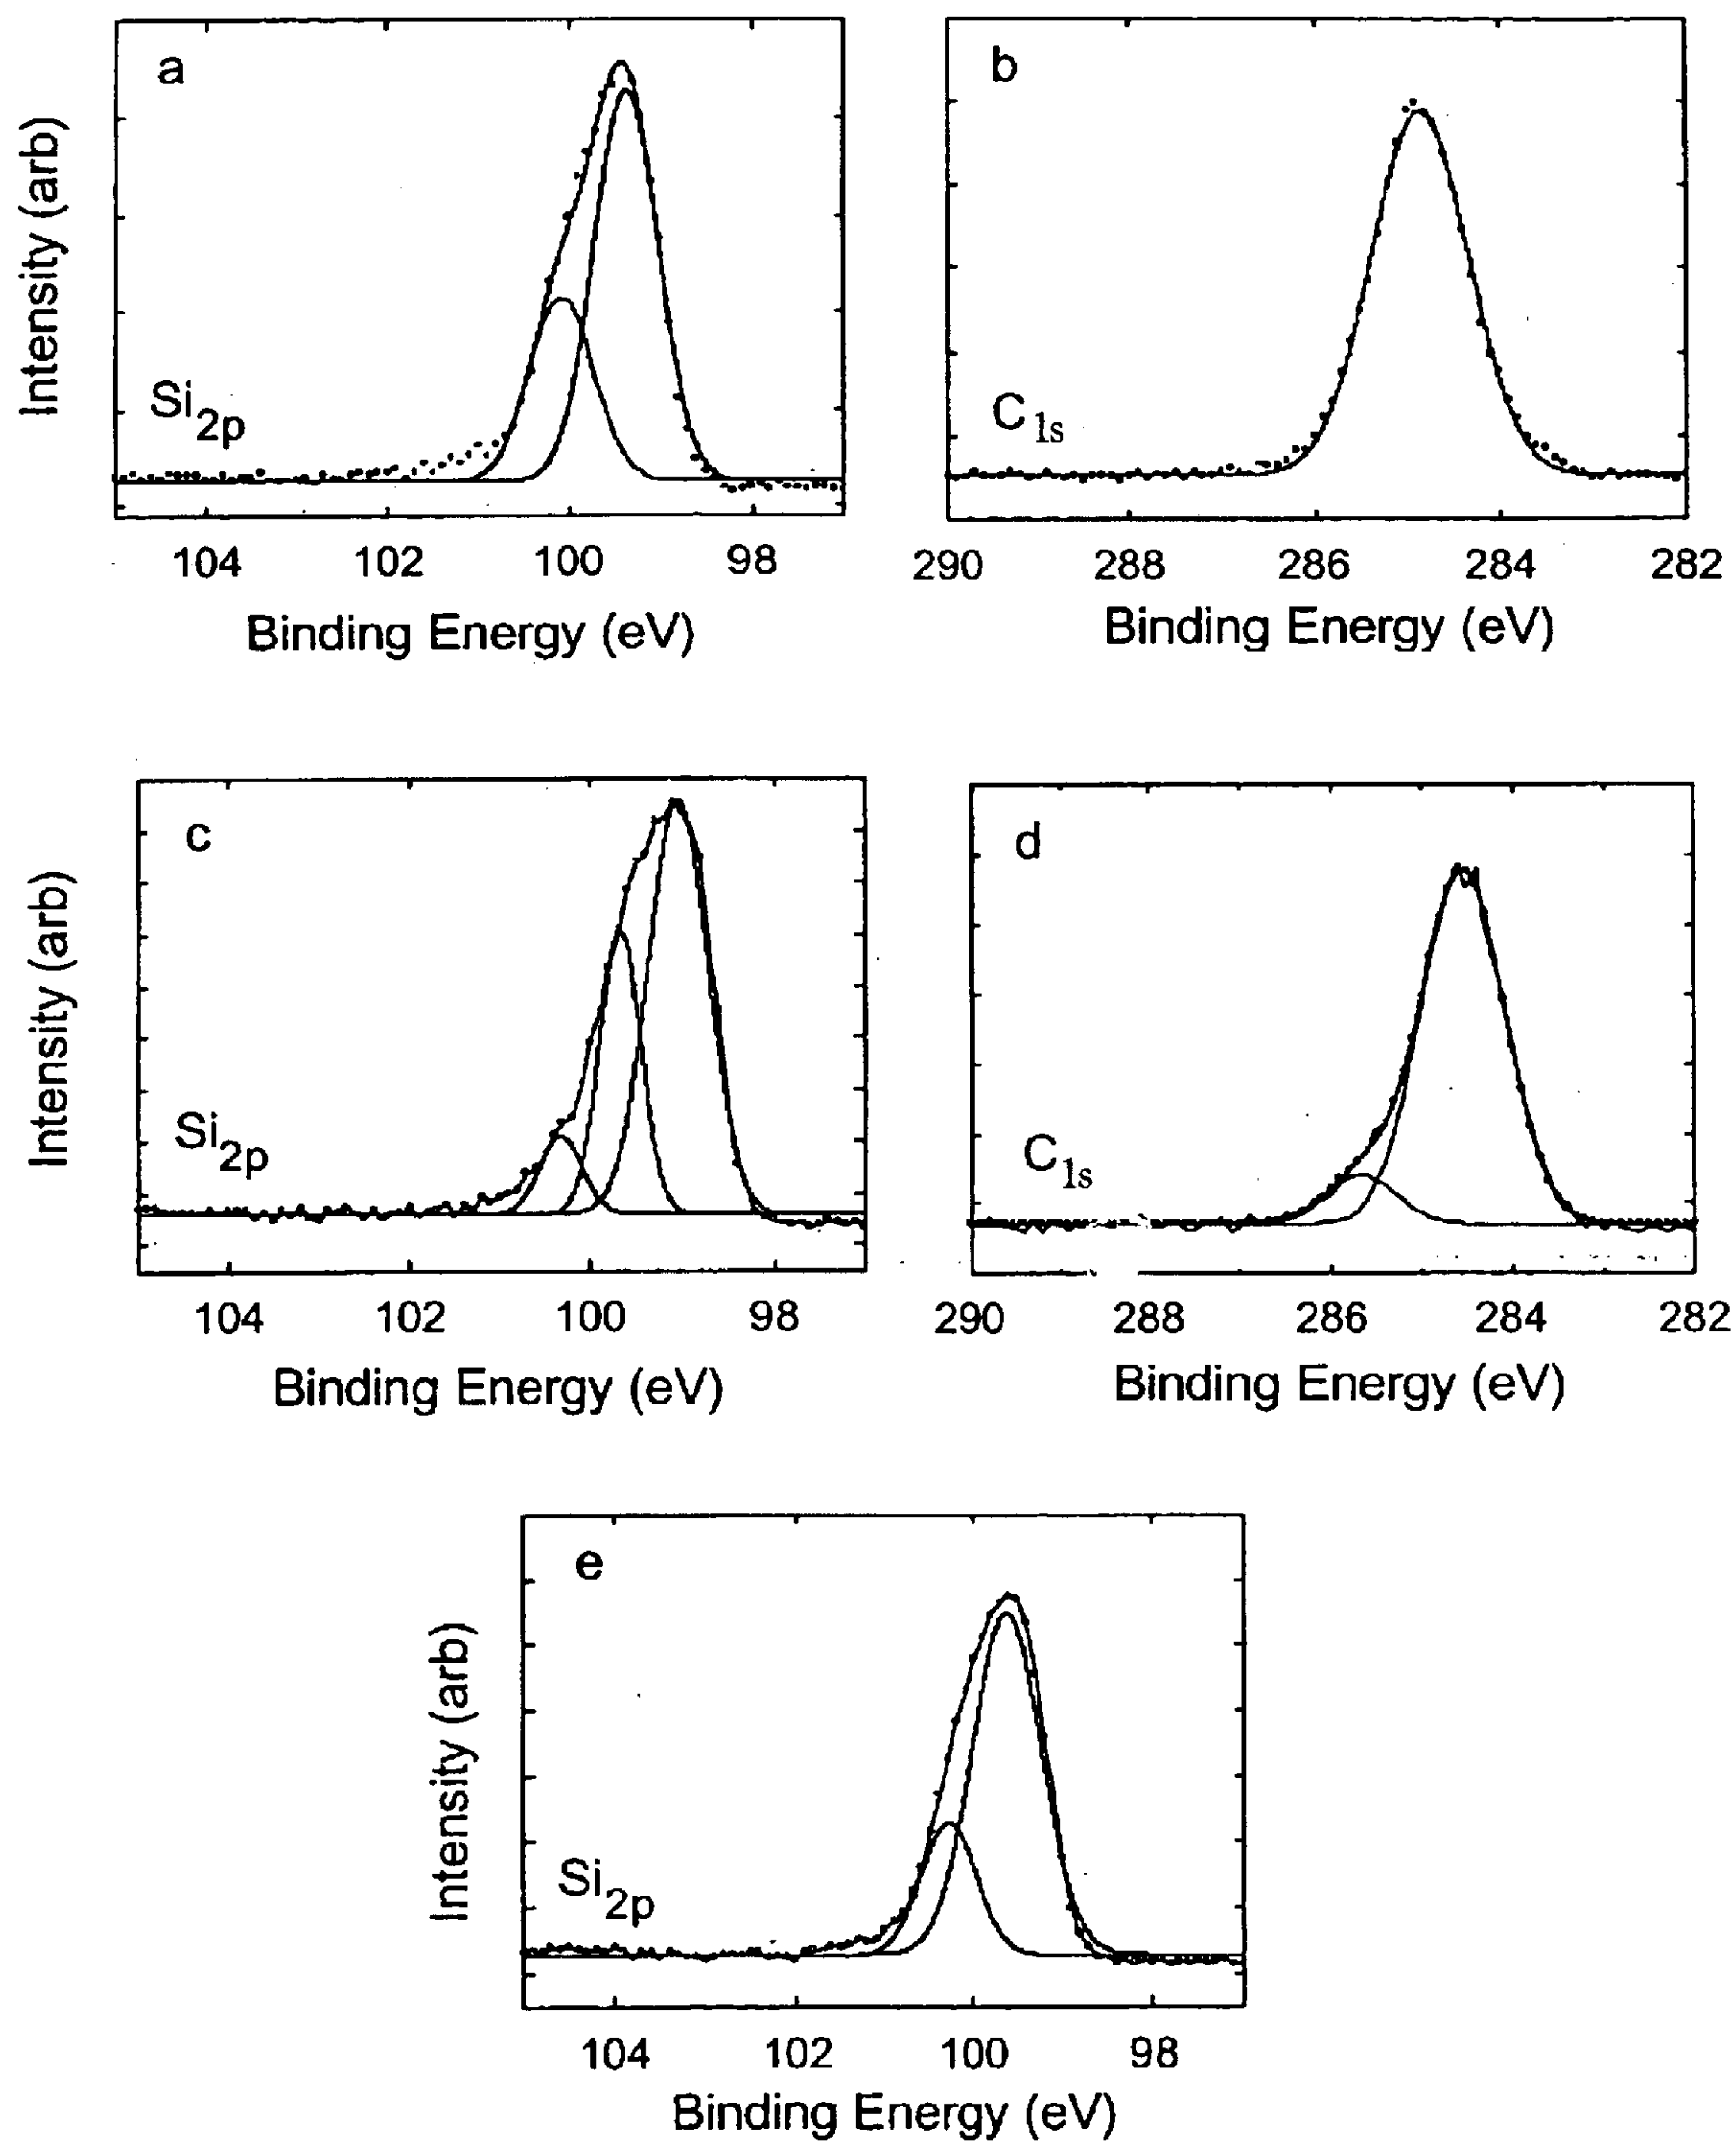 a
Intensity (arb)
Si2p
104 102 100 98
Binding Energy (eV)
b
C1s
290 288 286 284 282
Binding Energy (eV)
c
Intensity (arb)
Si2p
104 102 100 98
Binding Energy (eV)
d
C1s
290 288 286 284 282
Binding Energy (eV)
e
Intensity (arb)
Si2p
104 102 100 98
Binding Energy (eV)